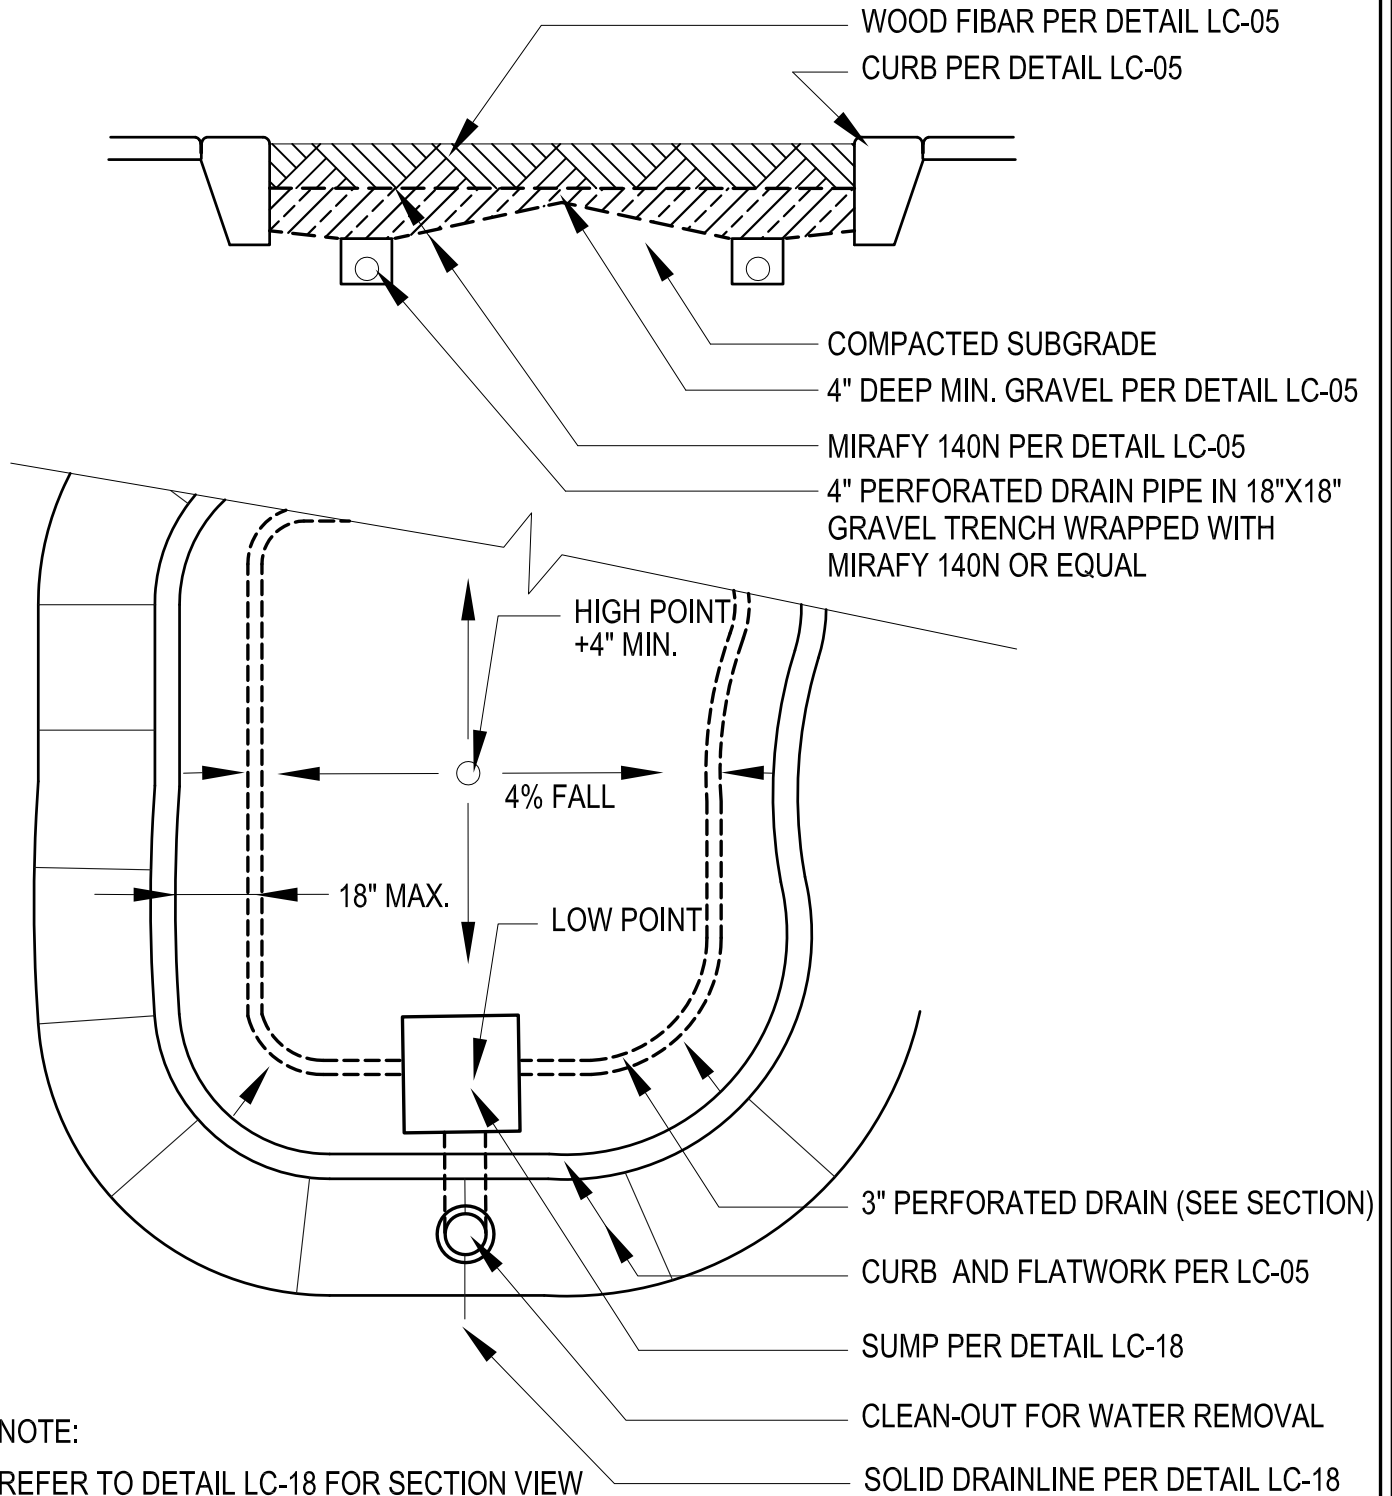 WOOD FIBAR PER DETAIL LC-05
CURB PER DETAIL LC-05
COMPACTED SUBGRADE
4" DEEP MIN. GRAVEL PER DETAIL LC-05
MIRAFY 140N PER DETAIL LC-05
4" PERFORATED DRAIN PIPE IN 18"X18"
GRAVEL TRENCH WRAPPED WITH
MIRAFY 140N OR EQUAL
HIGH POINT
+4" MIN.
4% FALL
18" MAX.
LOW POINT
3" PERFORATED DRAIN (SEE SECTION)
CURB AND FLATWORK PER LC-05
SUMP PER DETAIL LC-18
CLEAN-OUT FOR WATER REMOVAL
SOLID DRAINLINE PER DETAIL LC-18
NOTE:
REFER TO DETAIL LC-18 FOR SECTION VIEW